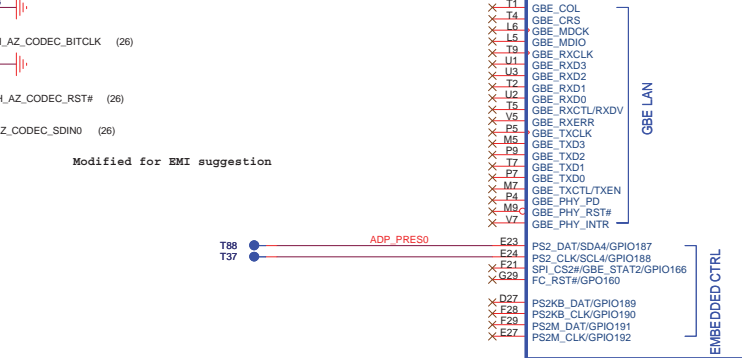 T1 GBE_COL
T4 GBE_CRS
L6 GBE_MDCK
_AZ_CODEC_BITCLK (26)
L5 GBE_MDIO
T9 GBE_RXCLK
U1 GBE_RXD3
U3 GBE_RXD2
T2 GBE_RXD1
_AZ_CODEC_RST# (26)
U2 GBE_RXD0
T5 GBE_RXCTL/RXDV
V5 GBE_RXERR
Z_CODEC_SDIN0 (26)
P5 GBE_TXCLK
M5 GBE_TXD3
P9 GBE_TXD2
Modified for EMI suggestion
T7 GBE_TXD1
P7 GBE_TXD0
M7 GBE_TXCTL/TXEN
P4 GBE_PHY_PD
M9 GBE_PHY_RST#
V7 GBE_PHY_INTR
GBE LAN
T88 ADP_PRES0 E23 PS2_DAT/SDA4/GPIO187
T37 E24 PS2_CLK/SCL4/GPIO188
F21 SPI_CS2#/GBE_STAT2/GPIO166
G29 FC_RST#/GPO160
D27 PS2KB_DAT/GPIO189
F28 PS2KB_CLK/GPIO190
F29 PS2M_DAT/GPIO191
E27 PS2M_CLK/GPIO192
EMBEDDED CTRL